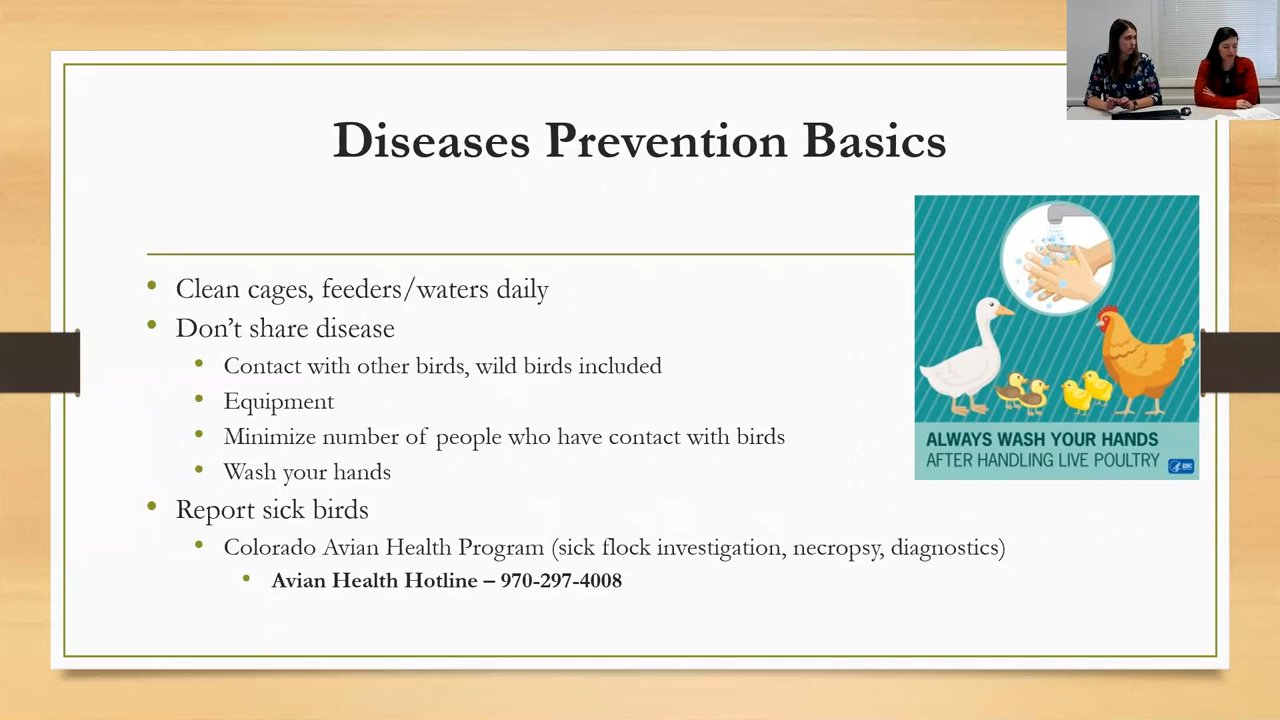 Diseases Prevention Basics
• Clean cages, feeders/waters daily
• Don't share disease
• Contact with other birds, wild birds included
• Equipment
• Minimize number of people who have contact with birds
• Wash your hands
• Report sick birds
• Colorado Avian Health Program (sick flock investigation, necropsy, diagnostics)
• Avian Health Hotline – 970-297-4008
ALWAYS WASH YOUR HANDS
AFTER HANDLING LIVE POULTRY
CDC